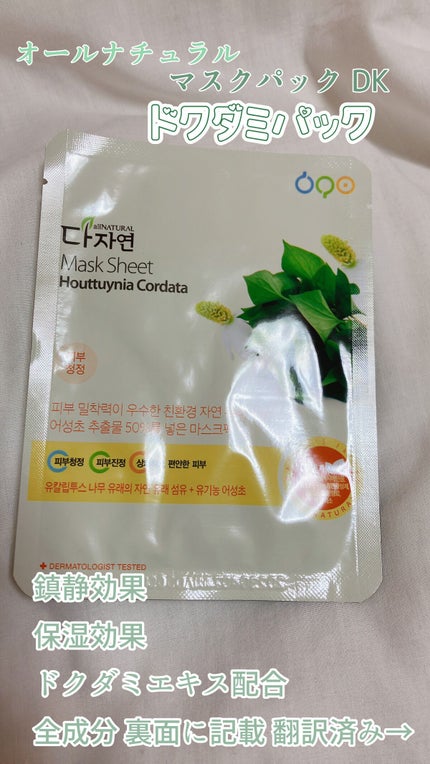 オールナチュラル
マスクパック DK
ドクダミパック
allNATURAL
다자연
Mask Sheet
Houttuynia Cordata
피부
청정
피부 밀착력이 우수한 친환경 자연
어성초 추출물 50%를 넣은
피부청정 피부진정 편안한 피부
유칼립투스 나무 유래의 자연 유래 섬유 + 유기농 어성초
DERMATOLOGIST TESTED
鎮静効果
保湿効果
ドクダミエキス配合
全成分 裏面に記載 翻訳済み→